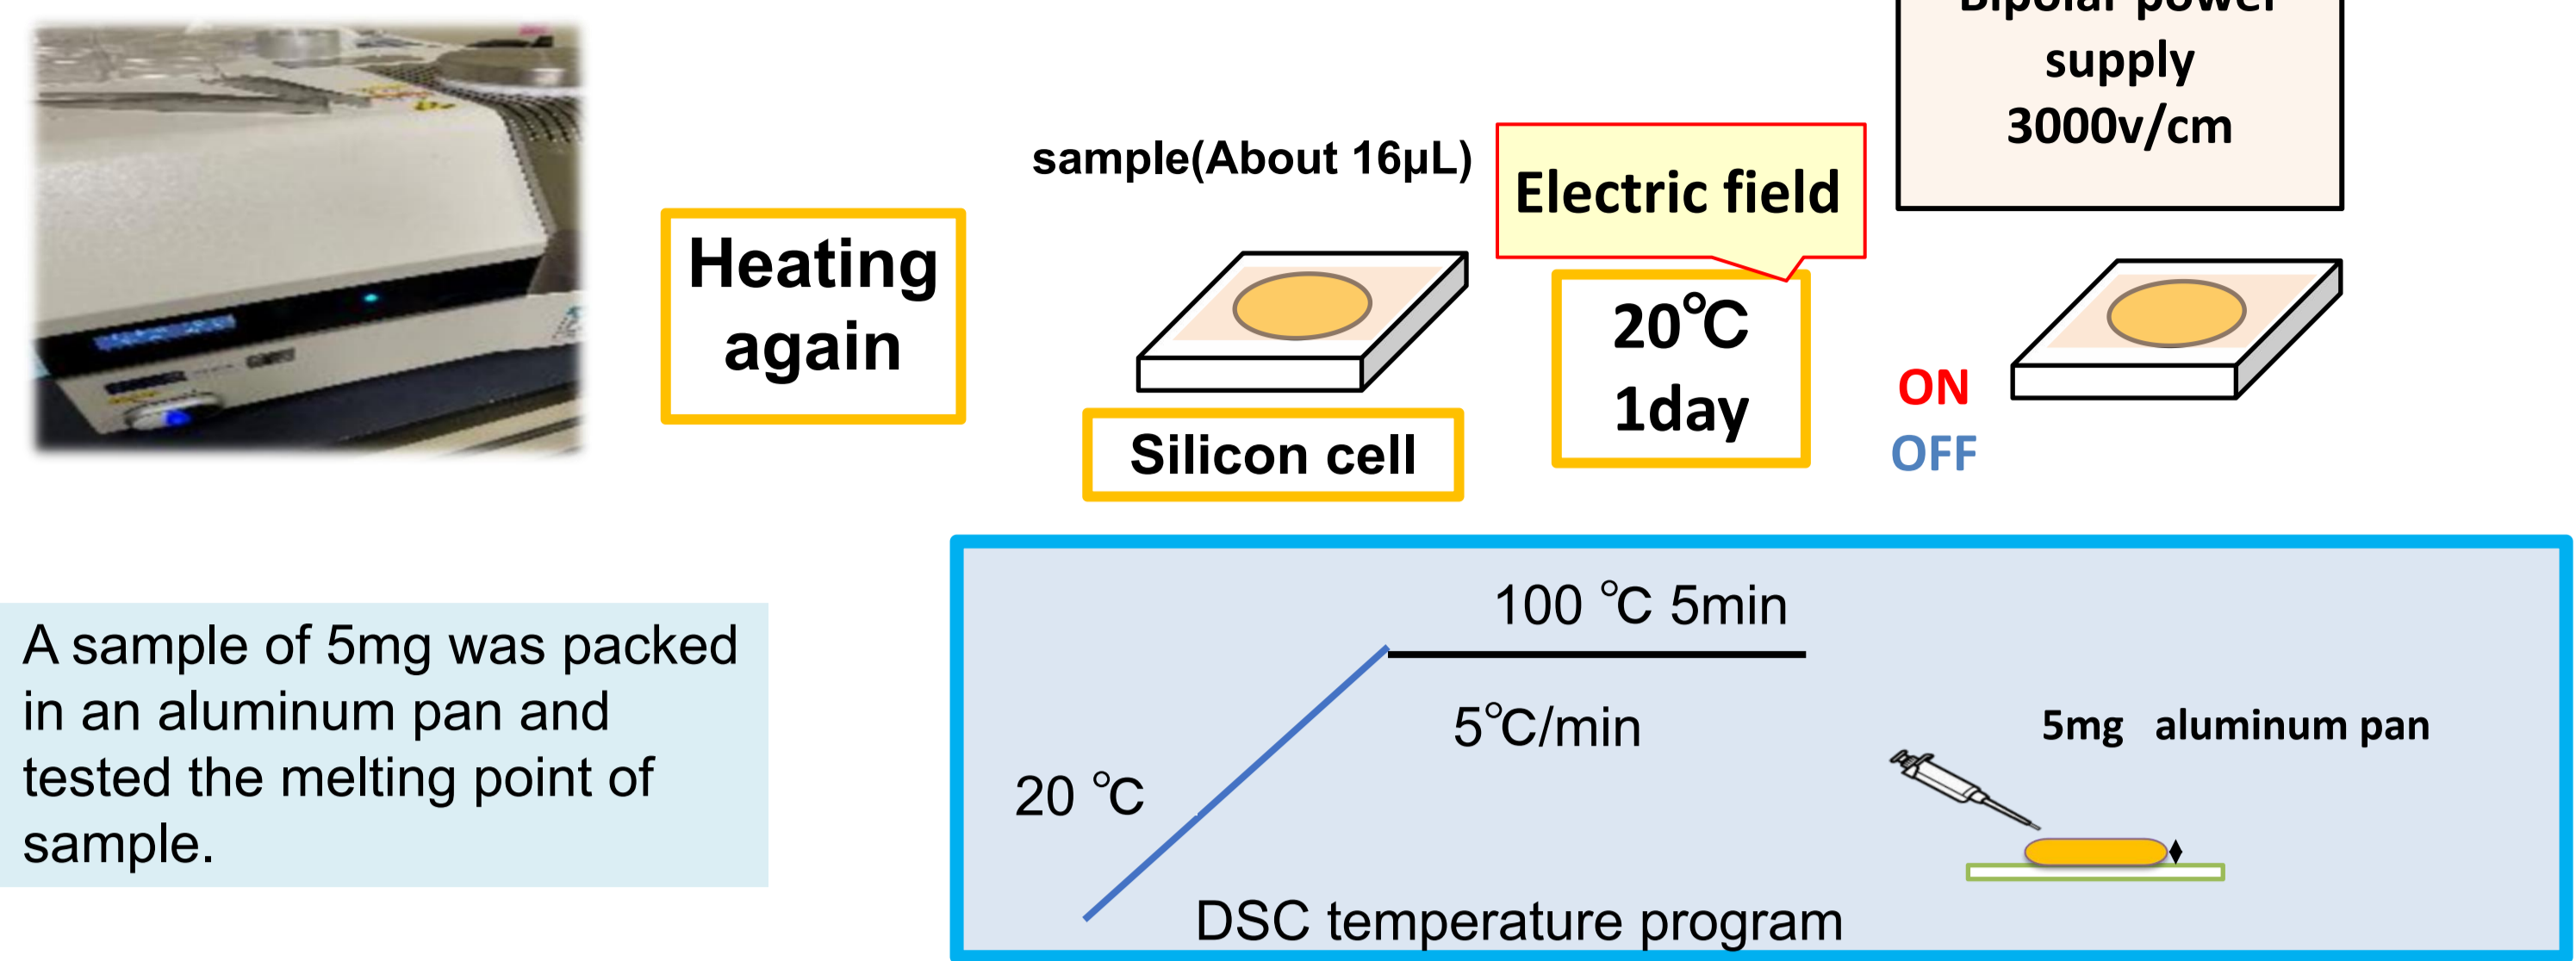 Bipolar power
supply
3000v/cm
sample(About 16μL)
Electric field
Heating
again
20℃
1day
ON
OFF
Silicon cell
A sample of 5mg was packed
in an aluminum pan and
tested the melting point of
sample.
100 ℃ 5min
5℃/min
20 ℃
5mg aluminum pan
DSC temperature program